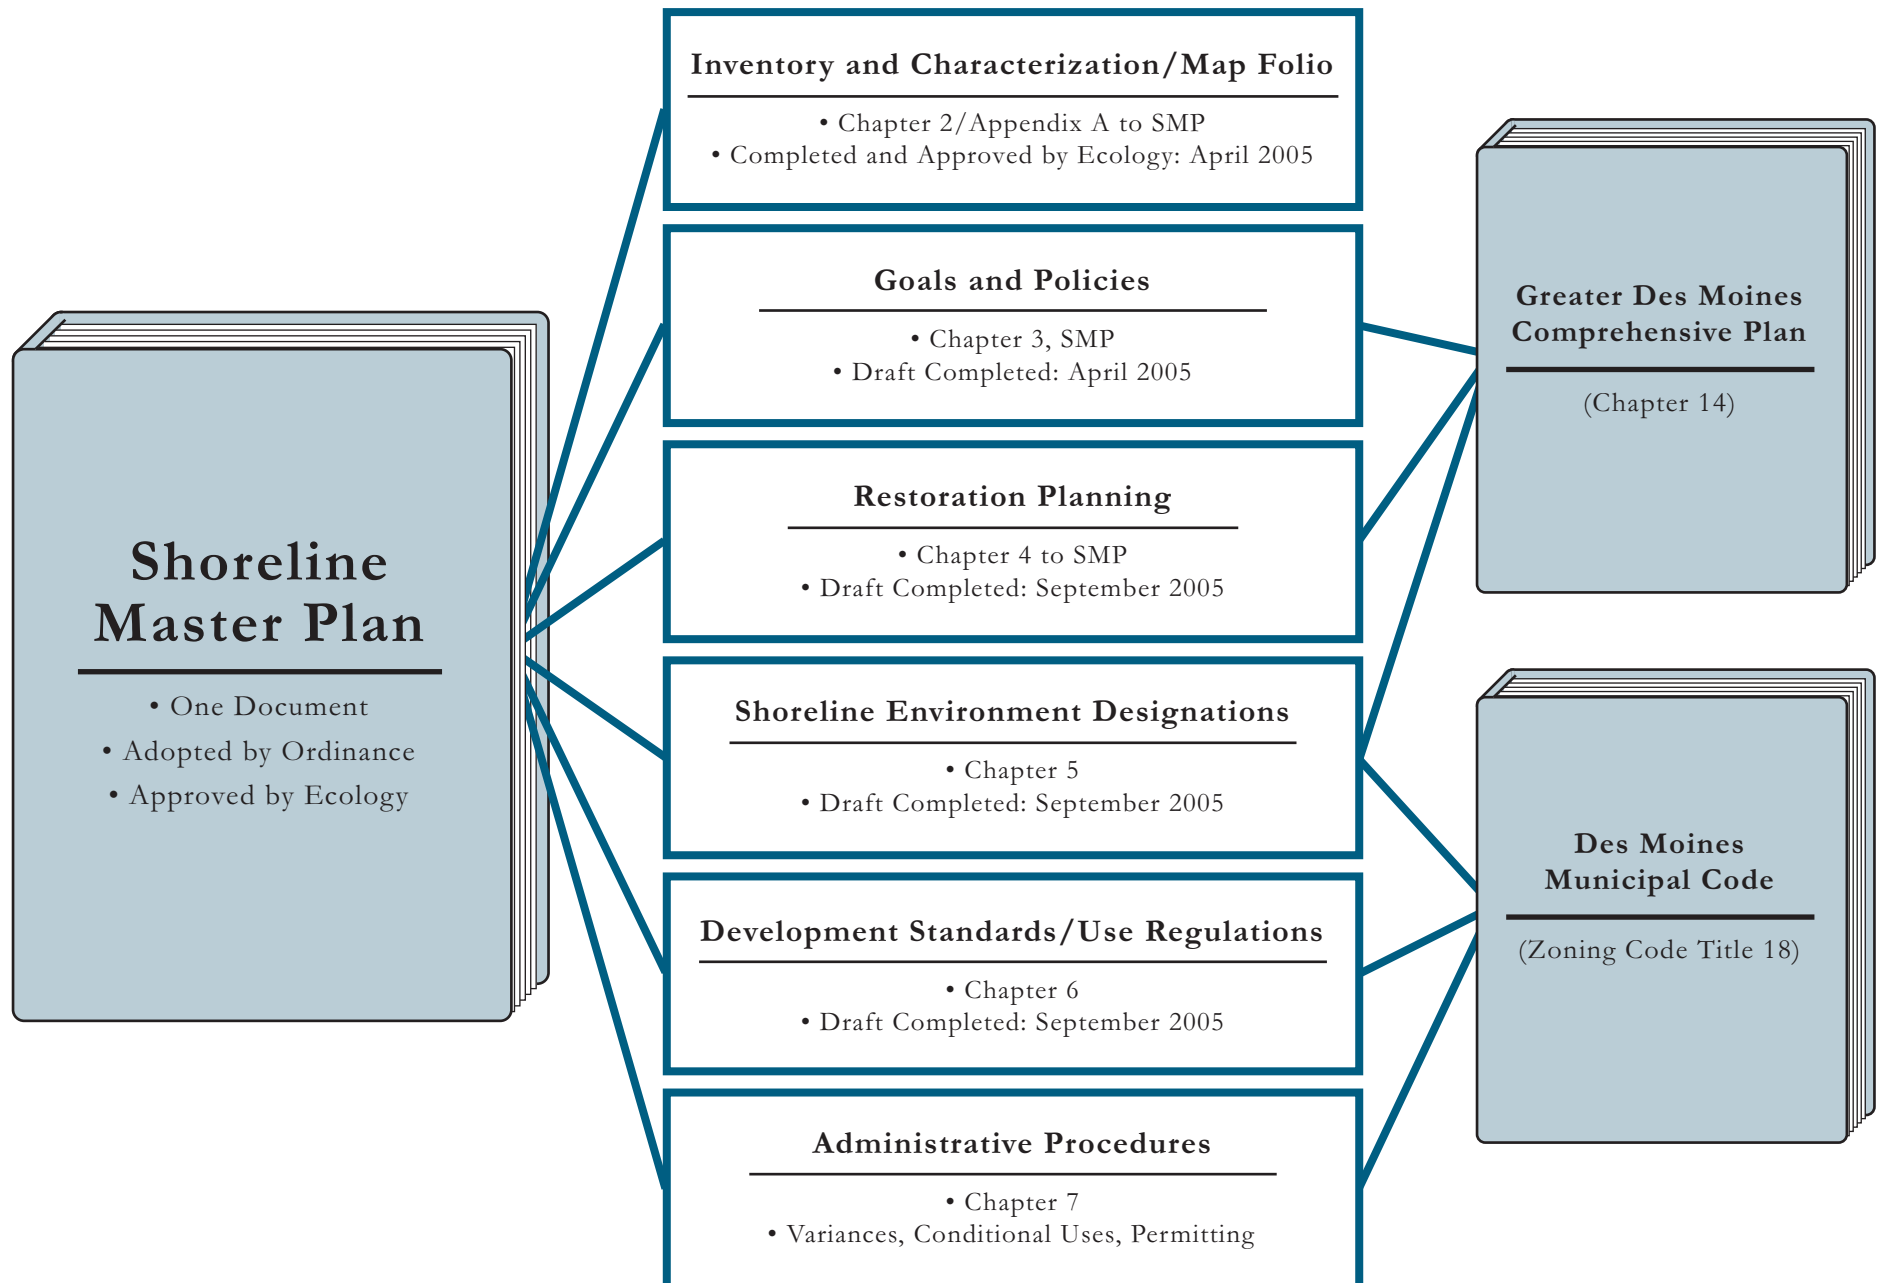 Shoreline
Master Plan
• One Document
• Adopted by Ordinance
• Approved by Ecology
Inventory and Characterization/Map Folio
• Chapter 2/Appendix A to SMP
• Completed and Approved by Ecology: April 2005
Goals and Policies
• Chapter 3, SMP
• Draft Completed: April 2005
Restoration Planning
• Chapter 4 to SMP
• Draft Completed: September 2005
Shoreline Environment Designations
• Chapter 5
• Draft Completed: September 2005
Development Standards/Use Regulations
• Chapter 6
• Draft Completed: September 2005
Administrative Procedures
• Chapter 7
• Variances, Conditional Uses, Permitting
Greater Des Moines
Comprehensive Plan
(Chapter 14)
Des Moines
Municipal Code
(Zoning Code Title 18)